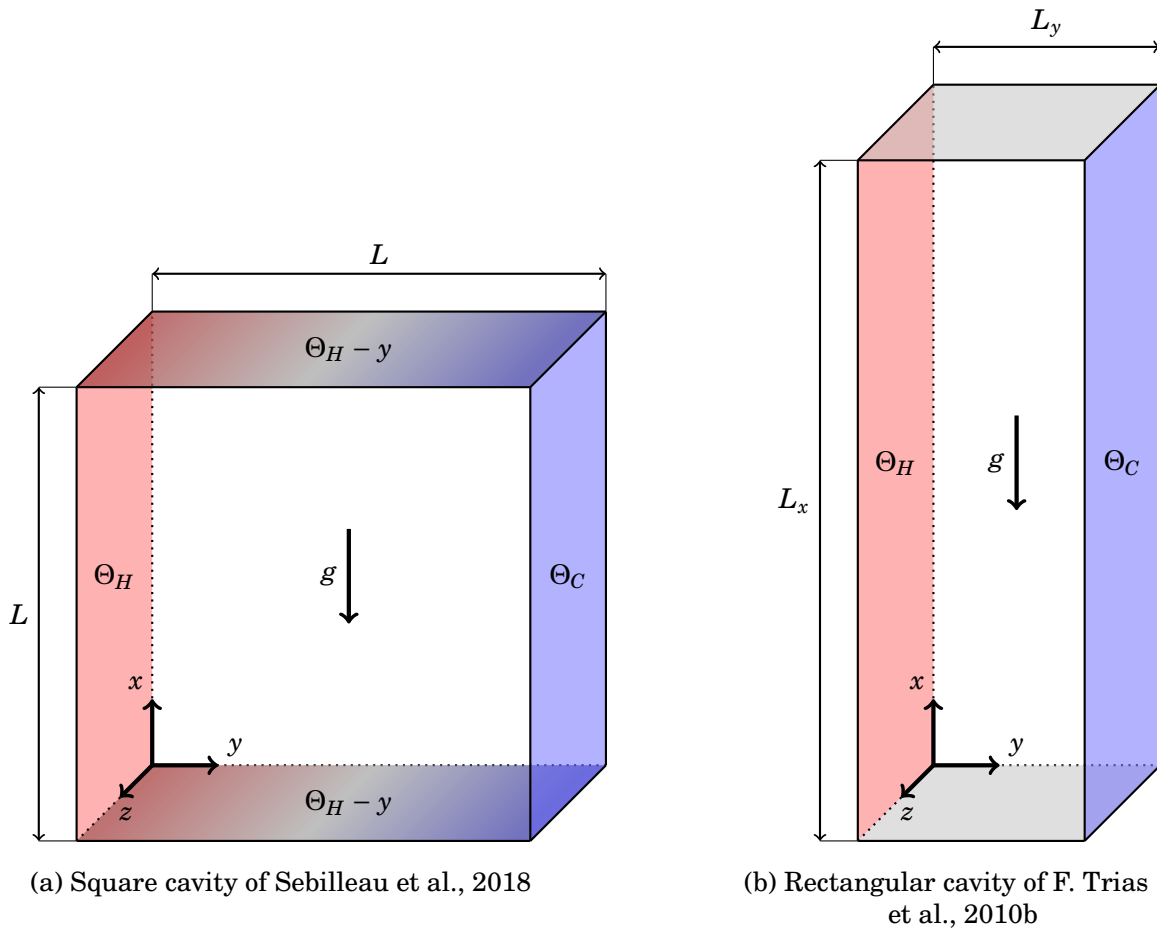 L
Θ_H − y
L
Θ_H
g
Θ_C
x
y
z
Θ_H − y
(a) Square cavity of Sebilleau et al., 2018
L_y
L_x
Θ_H
g
Θ_C
x
y
z
(b) Rectangular cavity of F. Trias
et al., 2010b